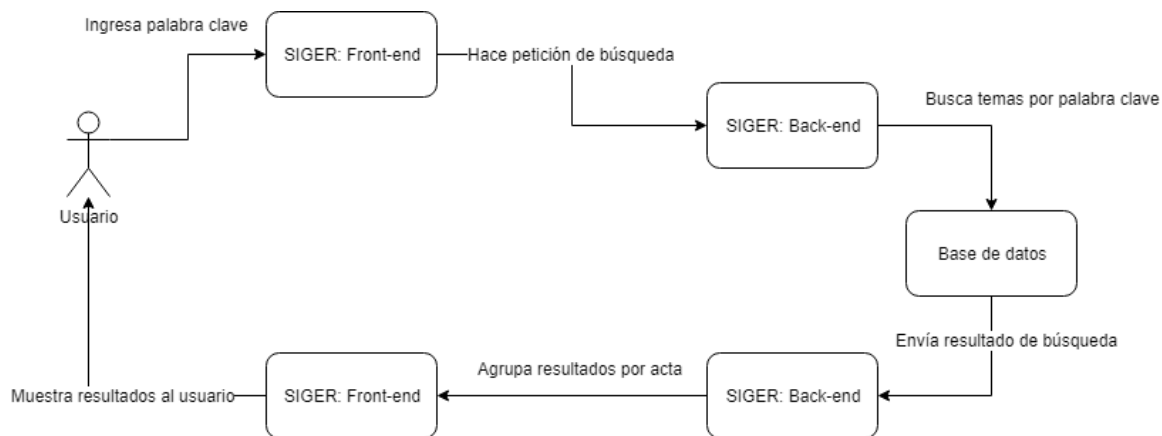 Ingresa palabra clave
SIGER: Front-end
Hace petición de búsqueda
SIGER: Back-end
Busca temas por palabra clave
Usuario
Base de datos
Envía resultado de búsqueda
Agrupa resultados por acta
Muestra resultados al usuario
SIGER: Front-end
SIGER: Back-end